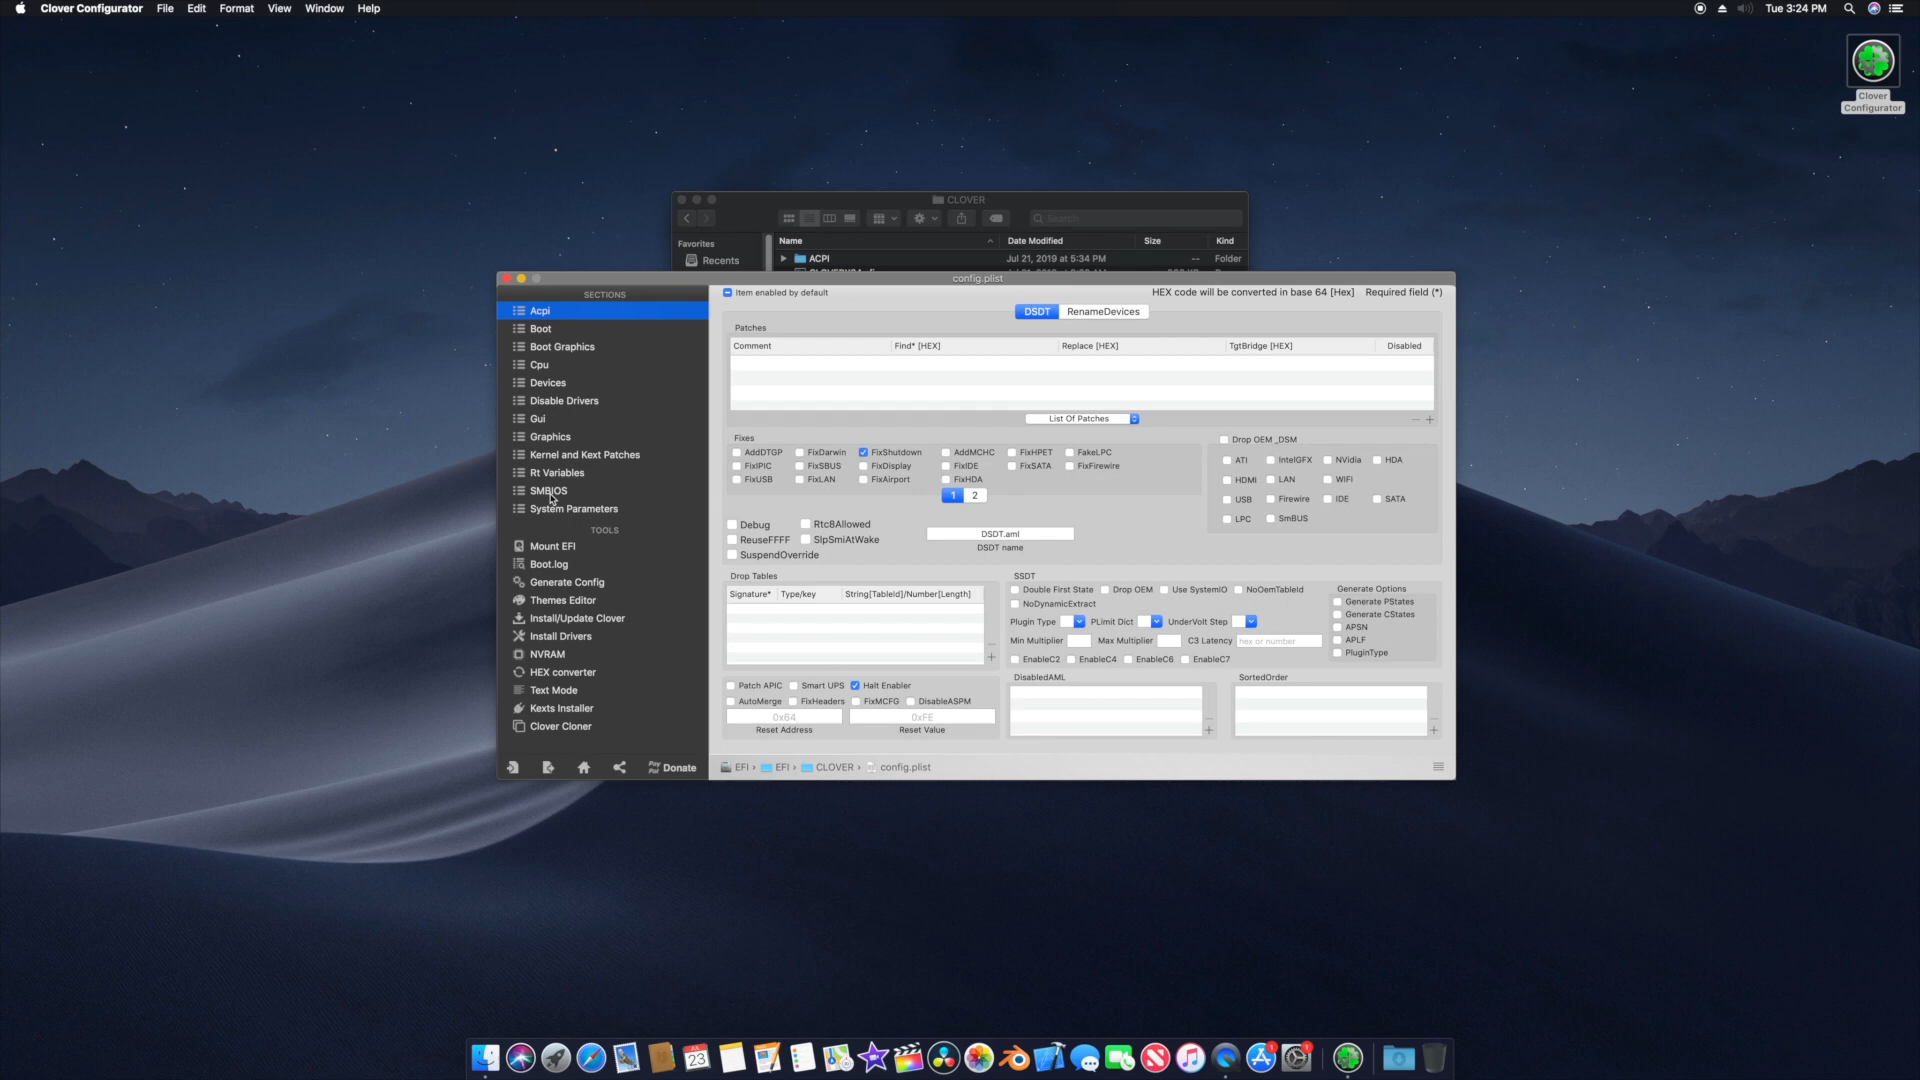 Clover Configurator File Edit Format View Window Help
Tue 3:24 PM
Clover
Configurator
CLOVER
Search
Favorites
Recents
Name Date Modified Size Kind
ACPI Jul 21, 2019 at 5:34 PM -- Folder
config.plist
SECTIONS
Acpi
Boot
Boot Graphics
Cpu
Devices
Disable Drivers
Gui
Graphics
Kernel and Kext Patches
Rt Variables
SMBIOS
System Parameters
TOOLS
Mount EFI
Boot.log
Generate Config
Themes Editor
Install/Update Clover
Install Drivers
NVRAM
HEX converter
Text Mode
Kexts Installer
Clover Cloner
Pay Pal Donate
Item enabled by default
HEX code will be converted in base 64 [Hex] Required field (*)
DSDT RenameDevices
Patches
Comment Find* [HEX] Replace [HEX] TgtBridge [HEX] Disabled
List Of Patches
Fixes
AddDTGP FixDarwin FixShutdown AddMCHC FixHPET FakeLPC
FixIPIC FixSBUS FixDisplay FixIDE FixSATA FixFirewire
FixUSB FixLAN FixAirport FixHDA
1 2
Drop OEM _DSM
ATI IntelGFX NVidia HDA
HDMI LAN WIFI
USB Firewire IDE SATA
LPC SmBUS
Debug Rtc8Allowed
ReuseFFFF SlpSmiAtWake
SuspendOverride
DSDT.aml
DSDT name
Drop Tables
Signature* Type/key String[TableId]/Number[Length]
SSDT
Double First State Drop OEM Use SystemIO NoOemTableId
NoDynamicExtract
Plugin Type PLimit Dict UnderVolt Step
Min Multiplier Max Multiplier C3 Latency hex or number
EnableC2 EnableC4 EnableC6 EnableC7
Generate Options
Generate PStates
Generate CStates
APSN
APLF
PluginType
Patch APIC Smart UPS Halt Enabler
AutoMerge FixHeaders FixMCFG DisableASPM
0x64 0xFE
Reset Address Reset Value
DisabledAML
SortedOrder
EFI › EFI › CLOVER › config.plist
JUL
23
1
1